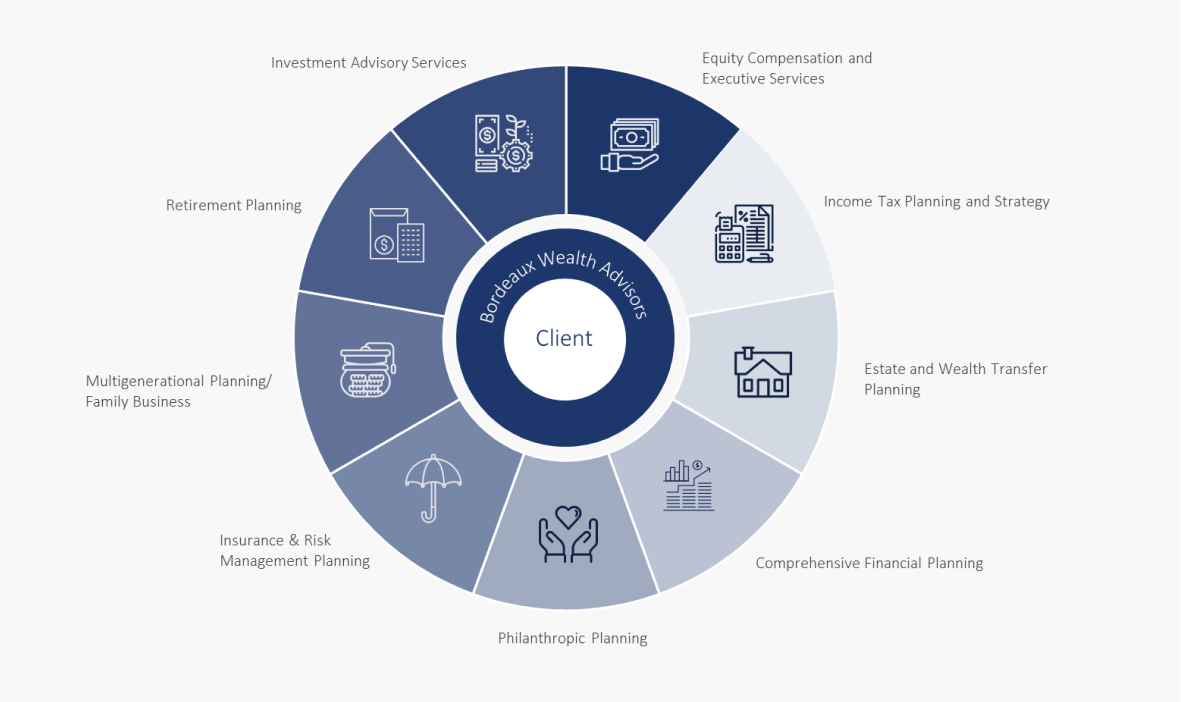 Investment Advisory Services
Equity Compensation and
Executive Services
Income Tax Planning and Strategy
Estate and Wealth Transfer
Planning
Comprehensive Financial Planning
Philanthropic Planning
Insurance & Risk
Management Planning
Multigenerational Planning/
Family Business
Retirement Planning
Bordeaux Wealth Advisors
Client